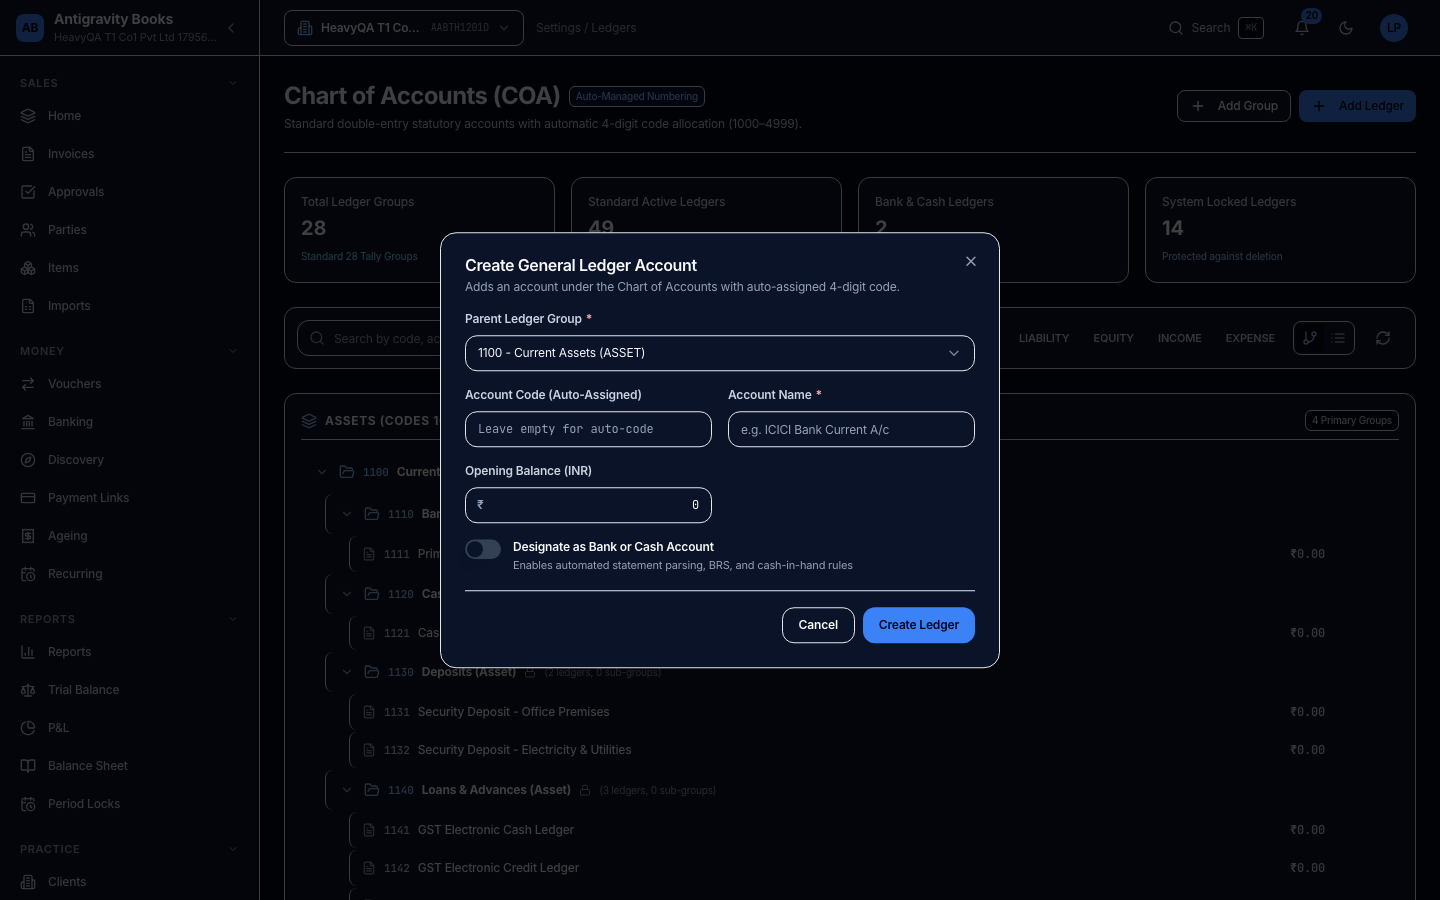 AB
Antigravity Books
HeavyQA T1 Co1 Pvt Ltd 17956...
HeavyQA T1 Co...
AABTH1201D
Settings / Ledgers
Search
⌘K
20
LP
SALES
Home
Invoices
Approvals
Parties
Items
Imports
MONEY
Vouchers
Banking
Discovery
Payment Links
Ageing
Recurring
REPORTS
Reports
Trial Balance
P&L
Balance Sheet
Period Locks
PRACTICE
Clients
Chart of Accounts (COA)
Auto-Managed Numbering
Standard double-entry statutory accounts with automatic 4-digit code allocation (1000–4999).
Add Group
Add Ledger
Total Ledger Groups
28
Standard 28 Tally Groups
Standard Active Ledgers
49
Bank & Cash Ledgers
2
System Locked Ledgers
14
Protected against deletion
Search by code, ac
LIABILITY
EQUITY
INCOME
EXPENSE
ASSETS (CODES 1
4 Primary Groups
1100 Current
1110 Ban
1111 Prim
₹0.00
1120 Cas
1121 Cas
₹0.00
1130 Deposits (Asset) (2 ledgers, 0 sub-groups)
1131 Security Deposit - Office Premises
₹0.00
1132 Security Deposit - Electricity & Utilities
₹0.00
1140 Loans & Advances (Asset) (3 ledgers, 0 sub-groups)
1141 GST Electronic Cash Ledger
₹0.00
1142 GST Electronic Credit Ledger
₹0.00
Create General Ledger Account
Adds an account under the Chart of Accounts with auto-assigned 4-digit code.
Parent Ledger Group *
1100 - Current Assets (ASSET)
Account Code (Auto-Assigned)
Leave empty for auto-code
Account Name *
e.g. ICICI Bank Current A/c
Opening Balance (INR)
₹ 0
Designate as Bank or Cash Account
Enables automated statement parsing, BRS, and cash-in-hand rules
Cancel
Create Ledger